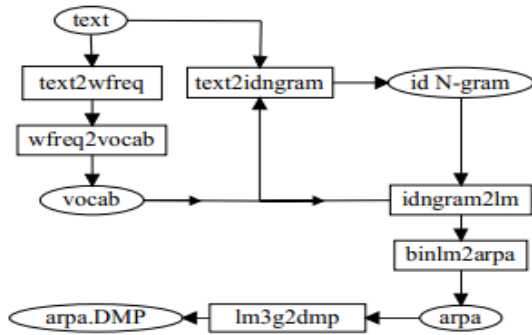 text
text2wfreq
text2idngram
id N-gram
wfreq2vocab
vocab
idngram2lm
binlm2arpa
arpa.DMP
lm3g2dmp
arpa